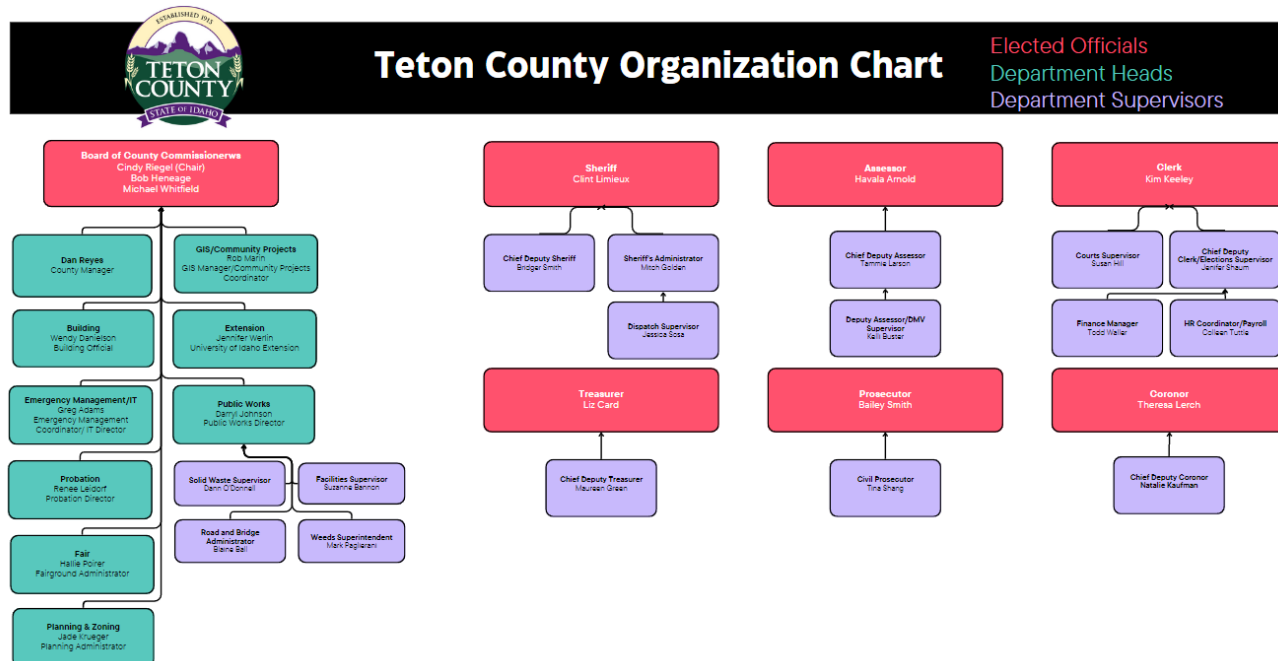 ESTABLISHED 1915
TETON
COUNTY
STATE OF IDAHO
Teton County Organization Chart
Elected Officials
Department Heads
Department Supervisors
Board of County Commissionerws
Cindy Riegel (Chair)
Bob Heneage
Michael Whitfield
Sheriff
Clint Limieux
Assessor
Havala Arnold
Clerk
Kim Keeley
Dan Reyes
County Manager
GIS/Community Projects
Rob Marin
GIS Manager/Community Projects
Coordinator
Chief Deputy Sheriff
Bridger Smith
Sheriff's Administrator
Mitch Golden
Chief Deputy Assessor
Tammie Larson
Courts Supervisor
Susan Hill
Chief Deputy
Clerk/Elections Supervisor
Jenifer Shaum
Building
Wendy Danielson
Building Official
Extension
Jennifer Werlin
University of Idaho Extension
Dispatch Supervisor
Jessica Sosa
Deputy Assessor/DMV
Supervisor
Kelli Buster
Finance Manager
Todd Waller
HR Coordinator/Payroll
Colleen Tuttle
Emergency Management/IT
Greg Adams
Emergency Management
Coordinator/ IT Director
Public Works
Darryl Johnson
Public Works Director
Treasurer
Liz Card
Prosecutor
Bailey Smith
Coronor
Theresa Lerch
Probation
Renee Leidorf
Probation Director
Solid Waste Supervisor
Dann O'Donnell
Facilities Supervisor
Suzanne Bannon
Chief Deputy Treasurer
Maureen Green
Civil Prosecutor
Tina Shang
Chief Deputy Coronor
Natalie Kaufman
Road and Bridge
Administrator
Blaine Ball
Weeds Superintendent
Mark Paglierani
Fair
Hallie Poirer
Fairground Administrator
Planning & Zoning
Jade Krueger
Planning Administrator